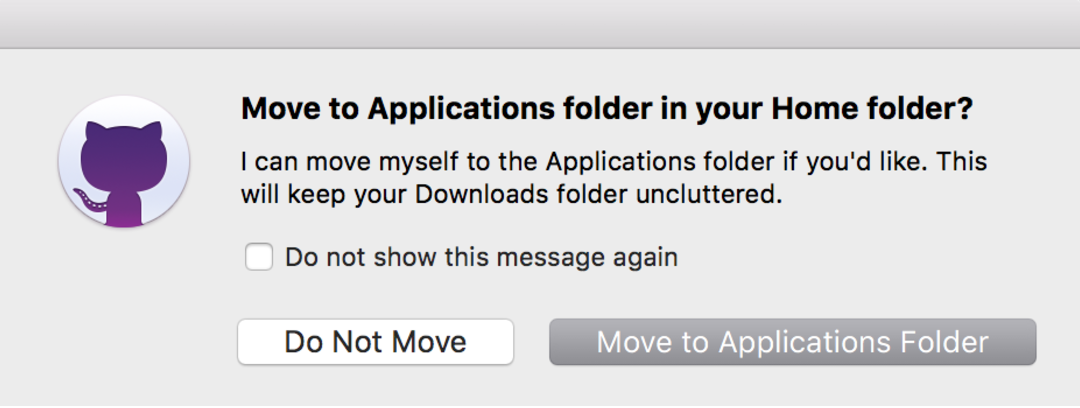 Move to Applications folder in your Home folder?
I can move myself to the Applications folder if you'd like. This
will keep your Downloads folder uncluttered.
Do not show this message again
Do Not Move
Move to Applications Folder